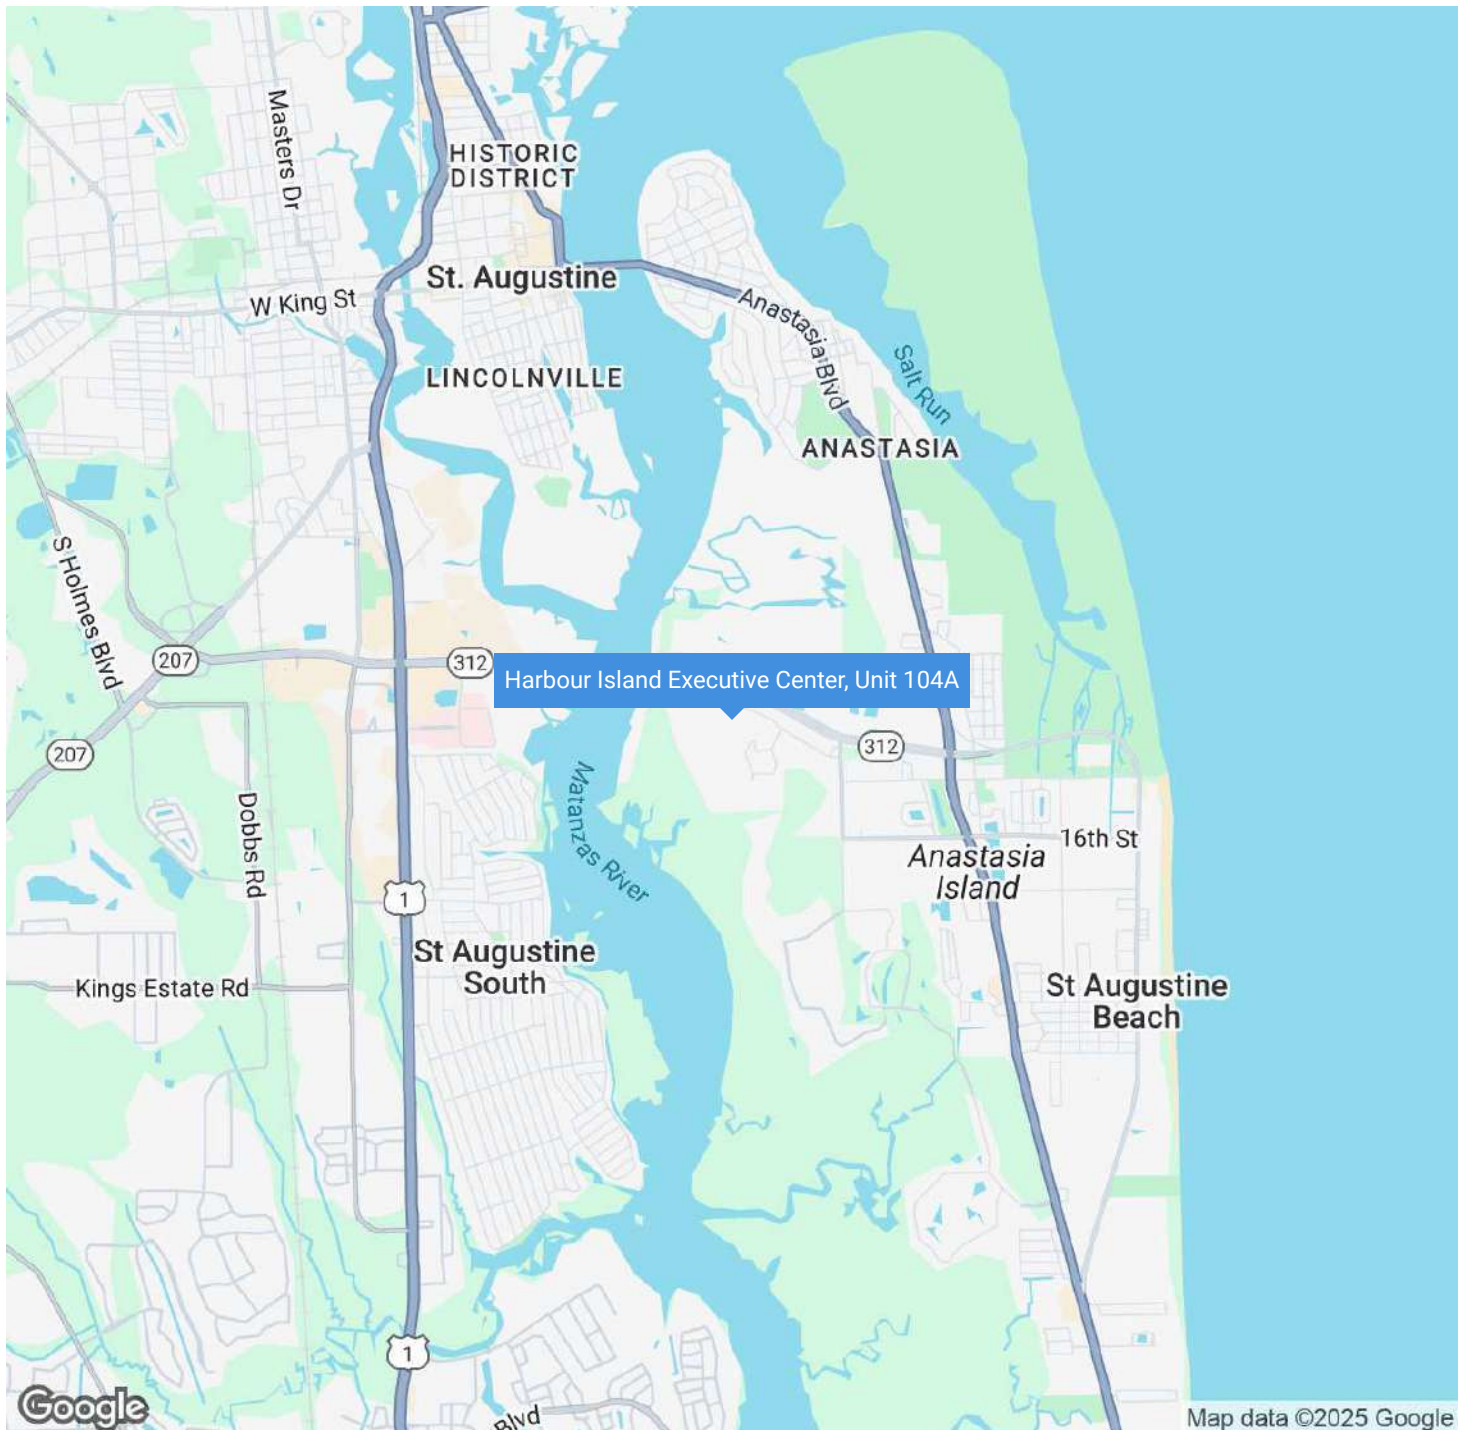 Masters Dr
HISTORIC
DISTRICT
St. Augustine
W King St
Anastasia Blvd
Salt Run
LINCOLNVILLE
ANASTASIA
S Holmes Blvd
207
312
Harbour Island Executive Center, Unit 104A
207
312
Matanzas River
Dobbs Rd
16th St
Anastasia
Island
1
St Augustine
South
Kings Estate Rd
St Augustine
Beach
1
Blvd
Google
Map data ©2025 Google